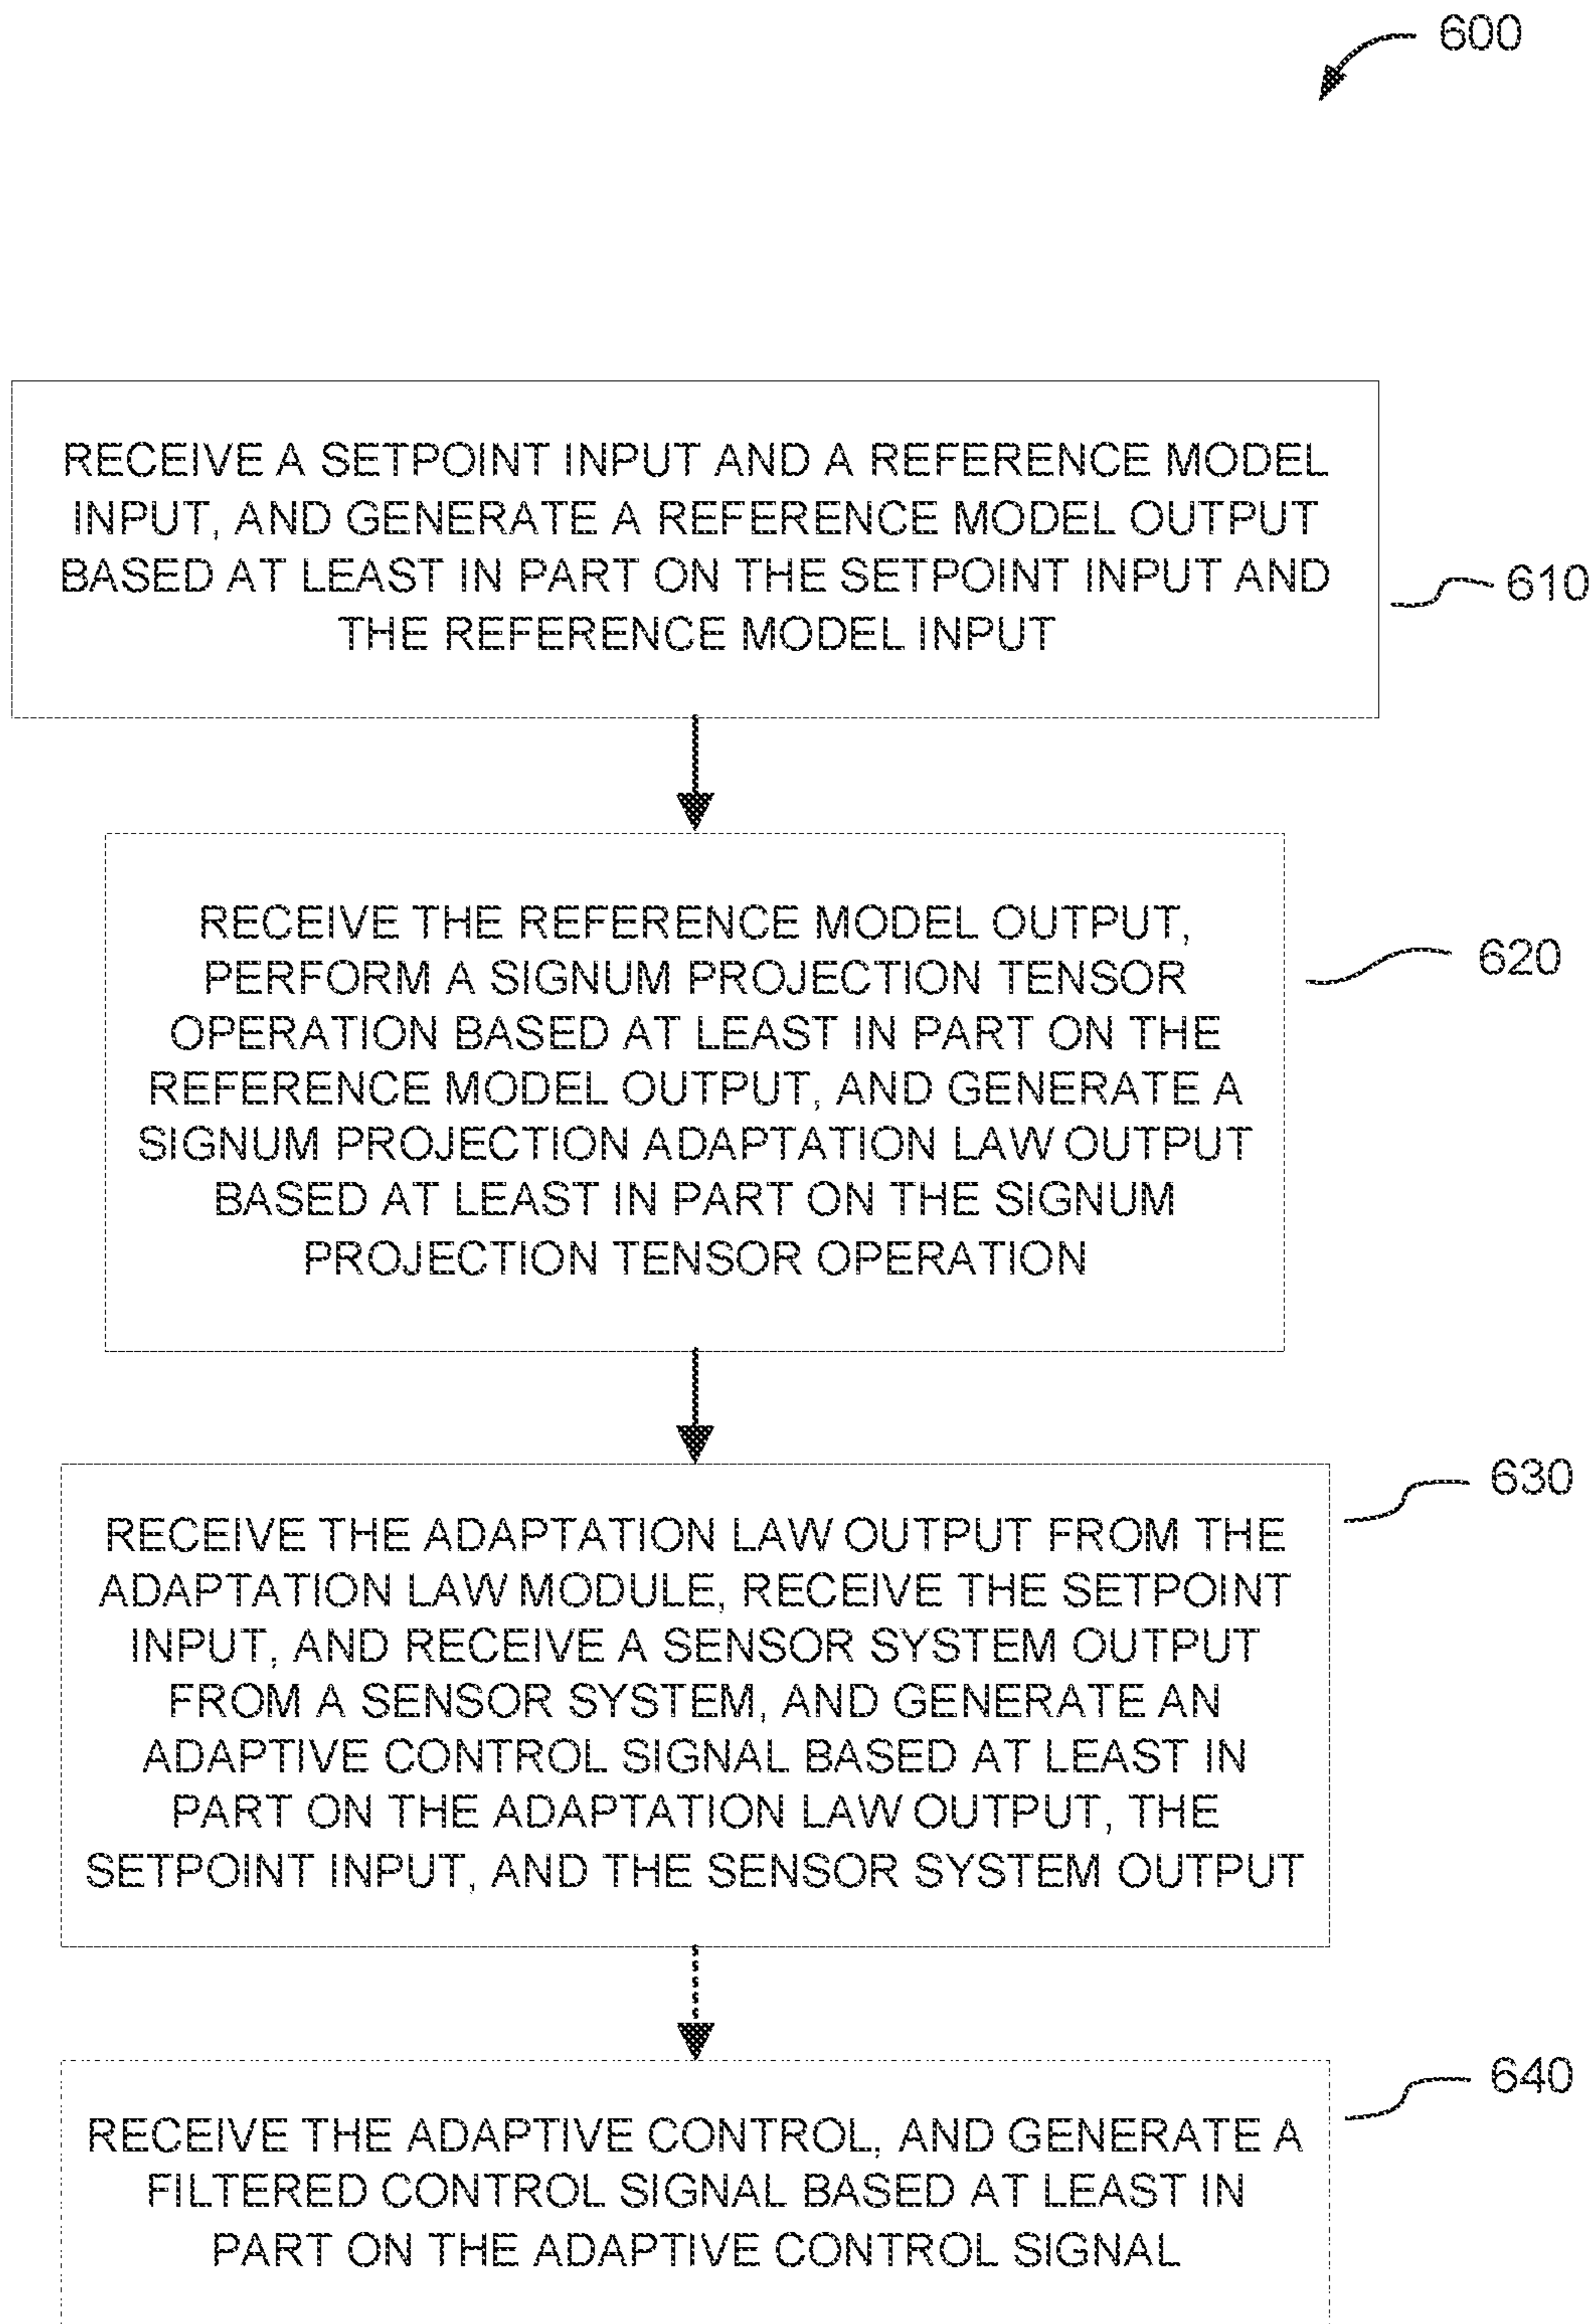 600
RECEIVE A SETPOINT INPUT AND A REFERENCE MODEL
INPUT, AND GENERATE A REFERENCE MODEL OUTPUT
BASED AT LEAST IN PART ON THE SETPOINT INPUT AND
THE REFERENCE MODEL INPUT
610
RECEIVE THE REFERENCE MODEL OUTPUT,
PERFORM A SIGNUM PROJECTION TENSOR
OPERATION BASED AT LEAST IN PART ON THE
REFERENCE MODEL OUTPUT, AND GENERATE A
SIGNUM PROJECTION ADAPTATION LAW OUTPUT
BASED AT LEAST IN PART ON THE SIGNUM
PROJECTION TENSOR OPERATION
620
RECEIVE THE ADAPTATION LAW OUTPUT FROM THE
ADAPTATION LAW MODULE, RECEIVE THE SETPOINT
INPUT, AND RECEIVE A SENSOR SYSTEM OUTPUT
FROM A SENSOR SYSTEM, AND GENERATE AN
ADAPTIVE CONTROL SIGNAL BASED AT LEAST IN
PART ON THE ADAPTATION LAW OUTPUT, THE
SETPOINT INPUT, AND THE SENSOR SYSTEM OUTPUT
630
RECEIVE THE ADAPTIVE CONTROL, AND GENERATE A
FILTERED CONTROL SIGNAL BASED AT LEAST IN
PART ON THE ADAPTIVE CONTROL SIGNAL
640